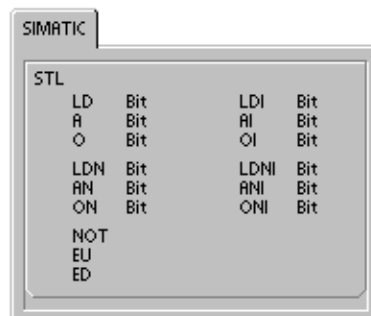 SIMATIC
STL
LD Bit LDI Bit
A Bit AI Bit
O Bit OI Bit
LDN Bit LDNI Bit
AN Bit ANI Bit
ON Bit ONI Bit
NOT
EU
ED